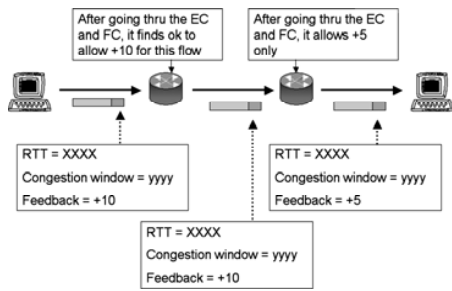 After going thru the EC
and FC, it finds ok to
allow +10 for this flow
After going thru the EC
and FC, it allows +5
only
RTT = XXXX
Congestion window = yyyy
Feedback = +10
RTT = XXXX
Congestion window = yyyy
Feedback = +5
RTT = XXXX
Congestion window = yyyy
Feedback = +10